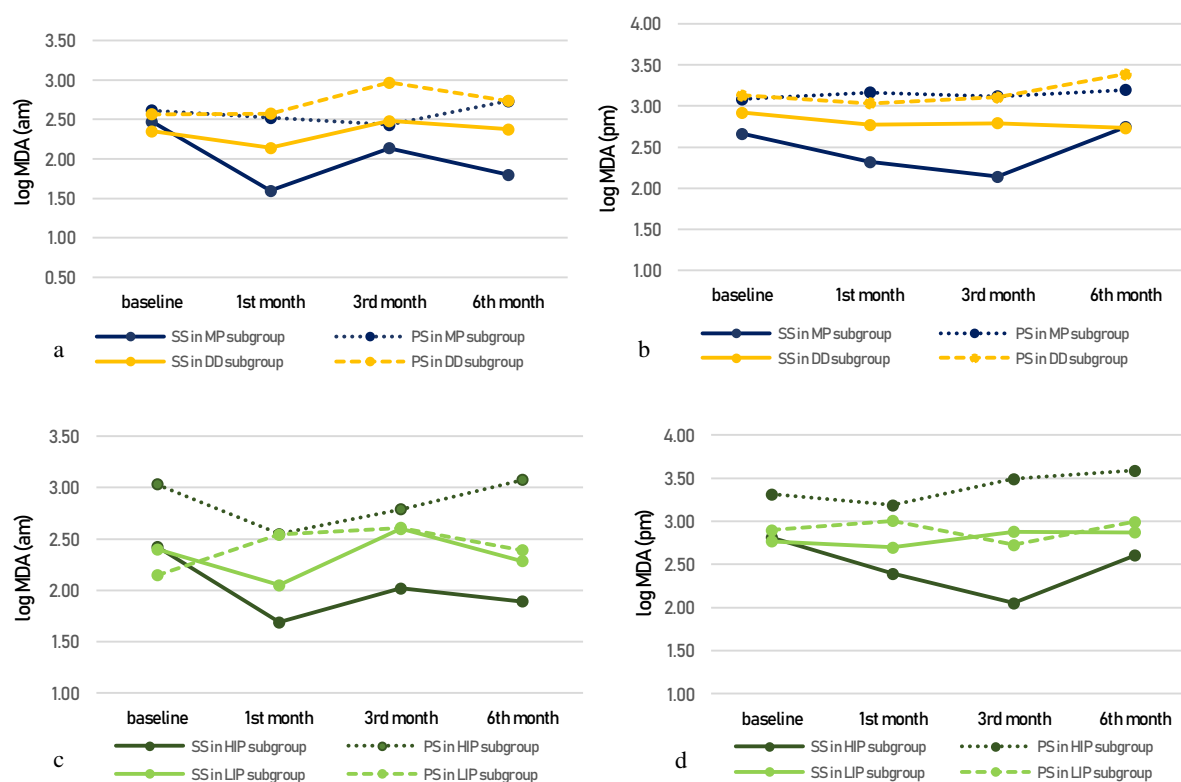 3.50
3.00
2.50
2.00
1.50
1.00
0.50
log MDA (am)
baseline 1st month 3rd month 6th month
SS in MP subgroup PS in MP subgroup
SS in DD subgroup PS in DD subgroup
a
4.00
3.50
3.00
2.50
2.00
1.50
1.00
log MDA (pm)
baseline 1st month 3rd month 6th month
SS in MP subgroup PS in MP subgroup
SS in DD subgroup PS in DD subgroup
b
3.50
3.00
2.50
2.00
1.50
1.00
log MDA (am)
baseline 1st month 3rd month 6th month
SS in HIP subgroup PS in HIP subgroup
SS in LIP subgroup PS in LIP subgroup
c
4.00
3.50
3.00
2.50
2.00
1.50
1.00
log MDA (pm)
baseline 1st month 3rd month 6th month
SS in HIP subgroup PS in HIP subgroup
SS in LIP subgroup PS in LIP subgroup
d